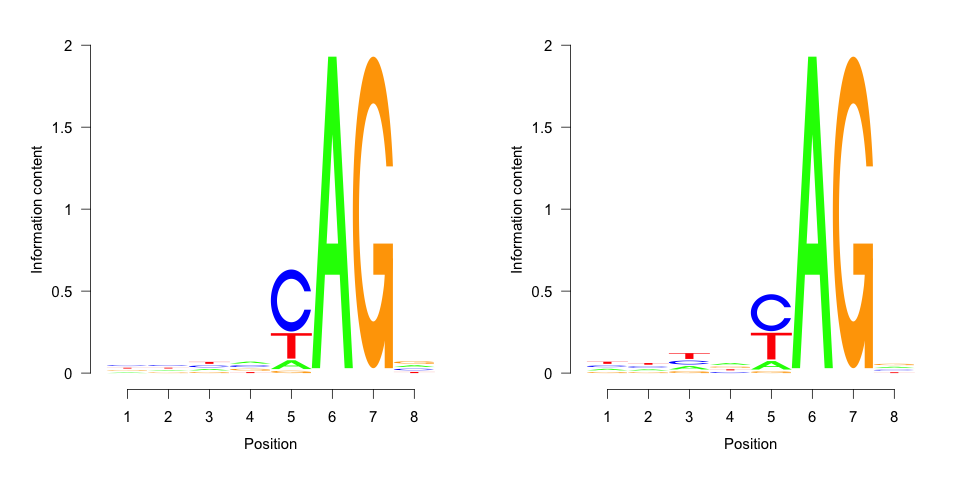 2
1.5
1
0.5
0
Information content
C
T
A
A
G
1 2 3 4 5 6 7 8
Position
2
1.5
1
0.5
0
Information content
T
C
T
A
A
G
1 2 3 4 5 6 7 8
Position